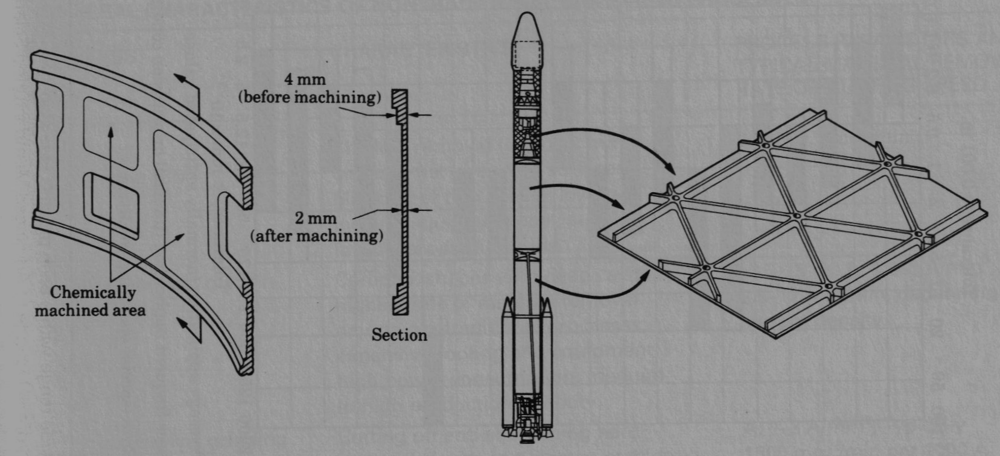 4 mm
(before machining)
2 mm
(after machining)
Chemically
machined area
Section